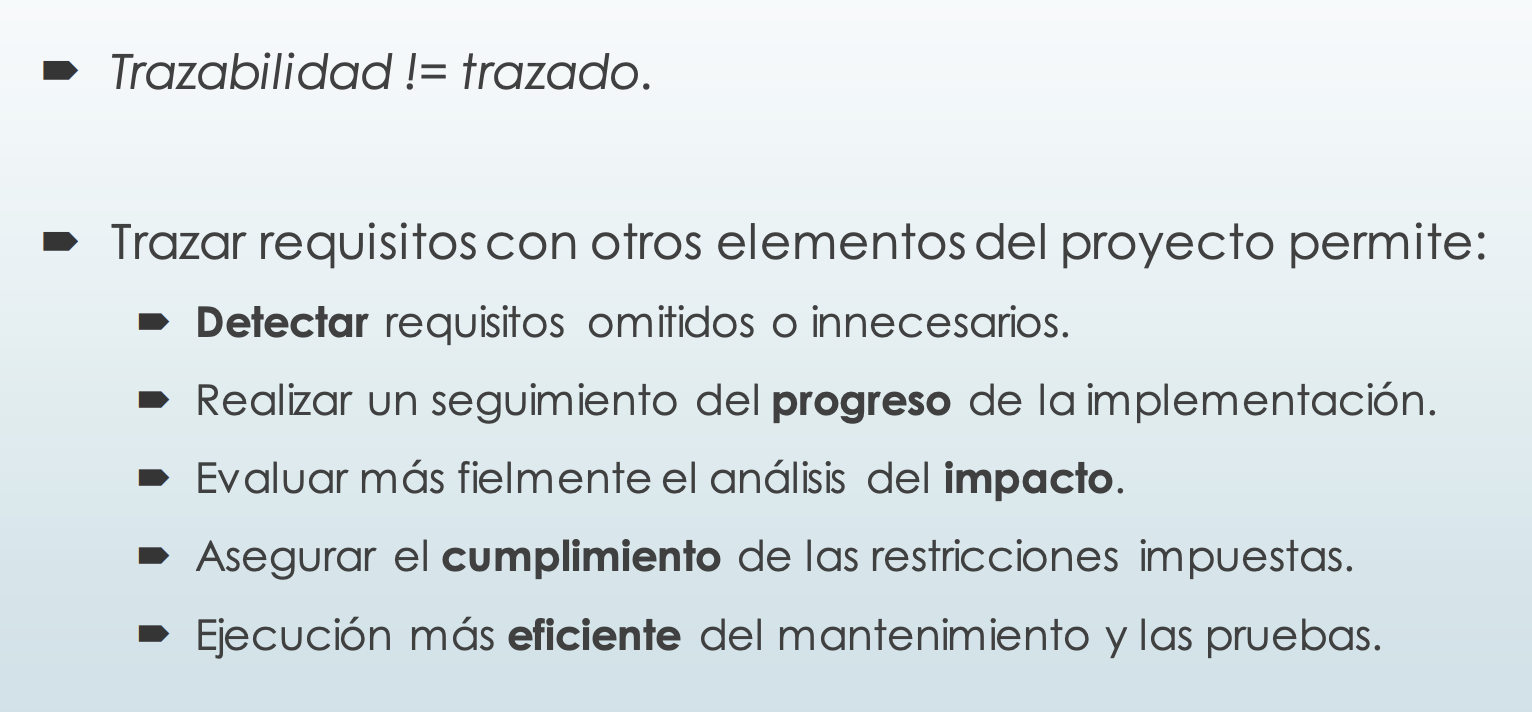 Trazabilidad != trazado.
Trazar requisitos con otros elementos del proyecto permite:
Detectar requisitos omitidos o innecesarios.
Realizar un seguimiento del progreso de la implementación.
Evaluar más fielmente el análisis del impacto.
Asegurar el cumplimiento de las restricciones impuestas.
Ejecución más eficiente del mantenimiento y las pruebas.